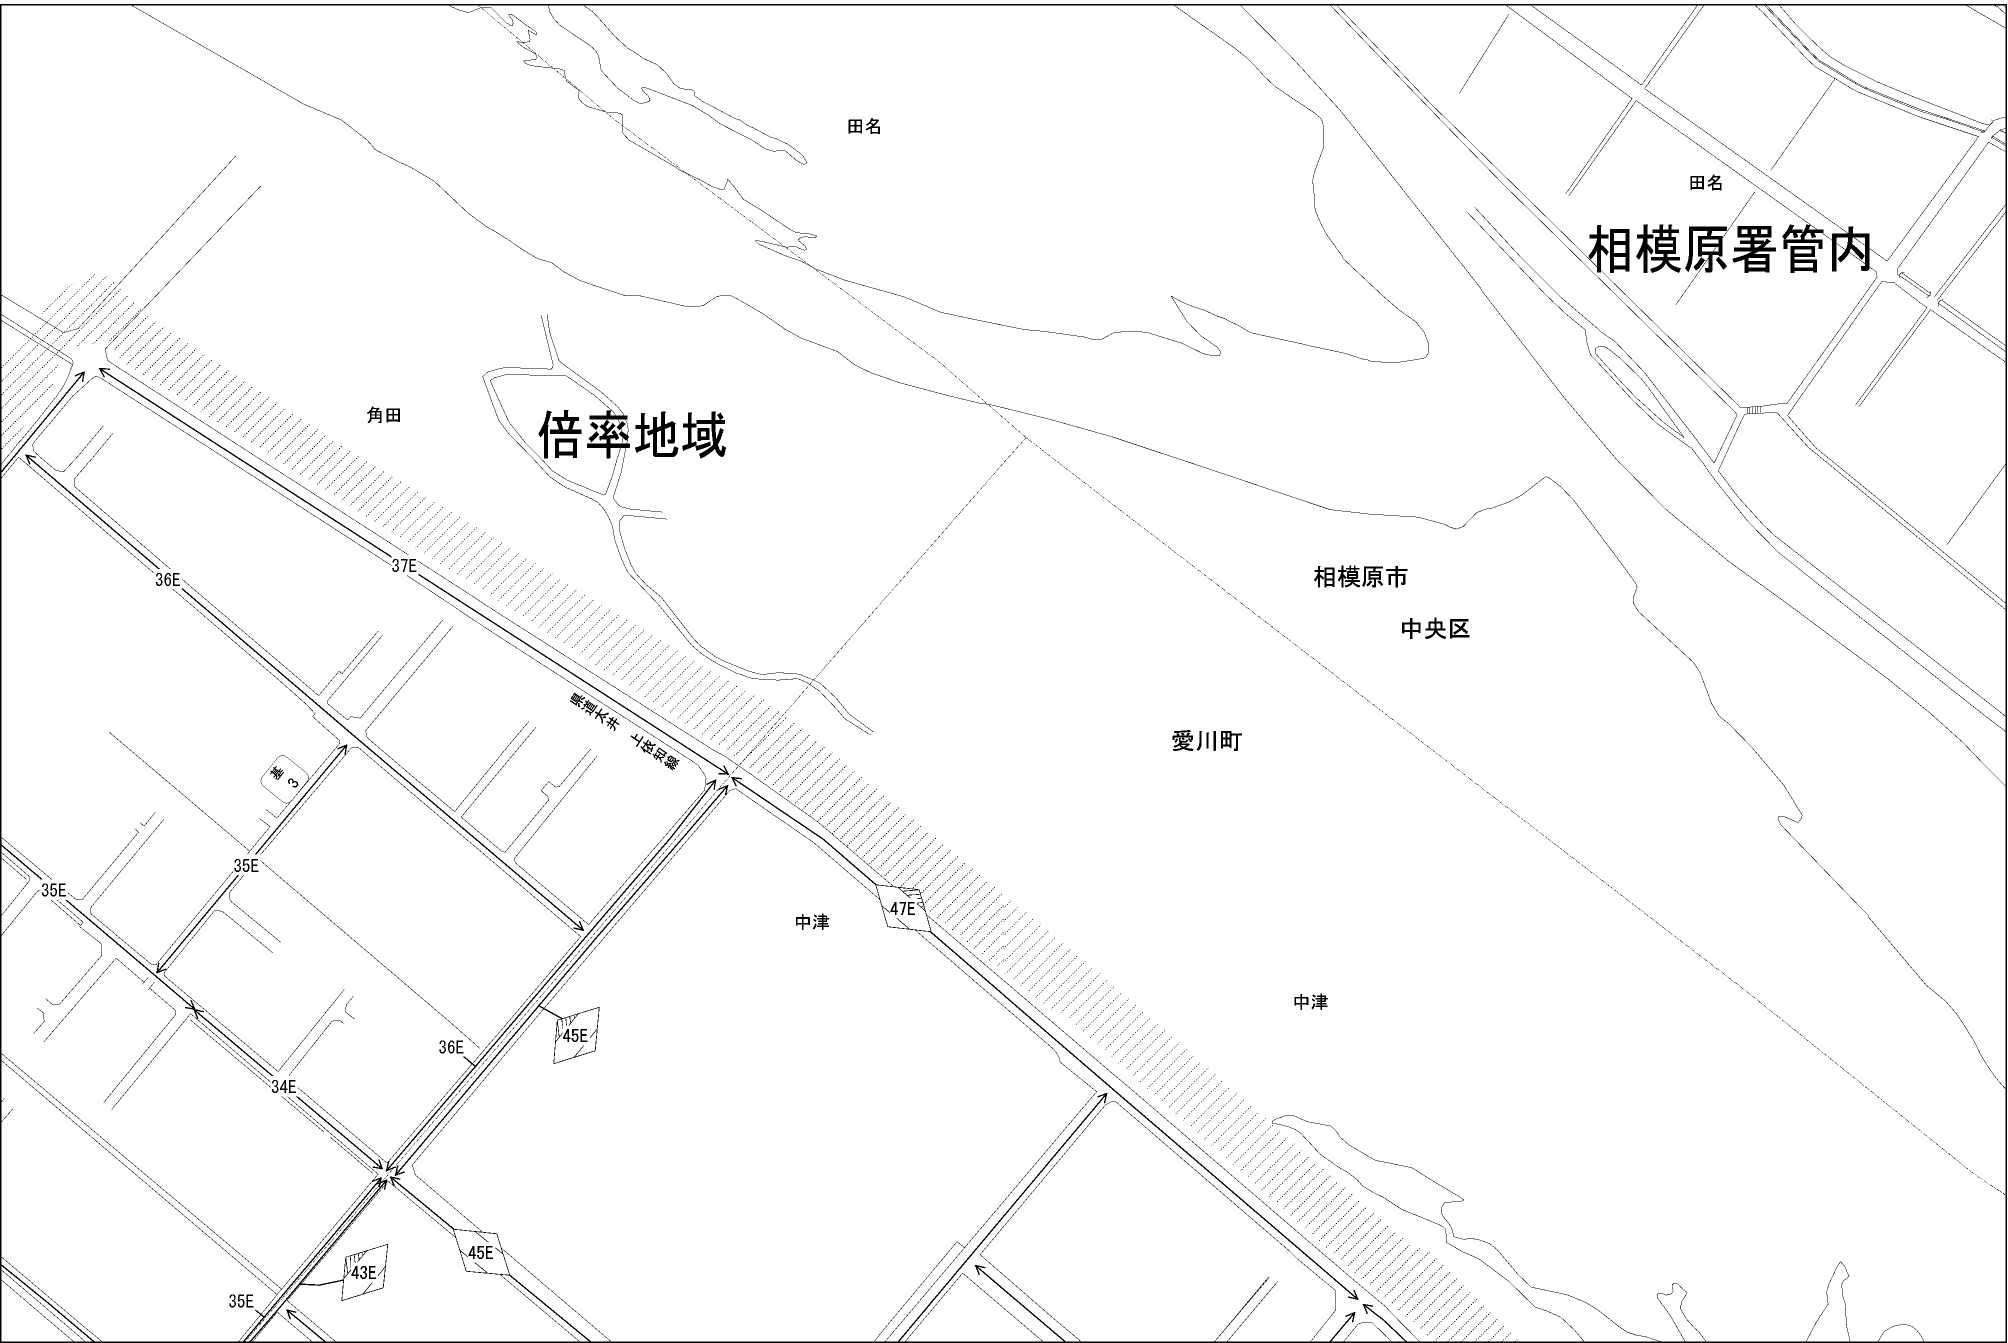 田名
田名
相模原署管内
角田
倍率地域
37E
36E
相模原市
中央区
県道太井 上依知線
愛川町
基
3
35E
35E
47E
中津
中津
45E
36E
34E
45E
43E
35E